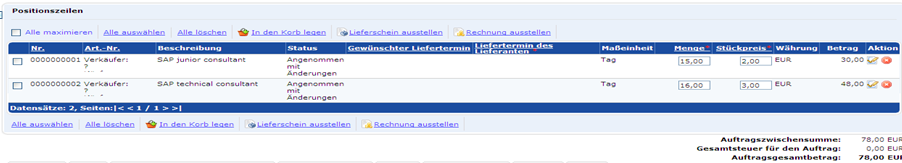 Positionszeilen
Alle maximieren Alle auswählen Alle löschen In den Korb legen Lieferschein ausstellen Rechnung ausstellen
Nr. Art.-Nr. Beschreibung Status Gewünschter Liefertermin Liefertermin des Lieferanten * Maßeinheit Menge* Stückpreis* Währung Betrag Aktion
0000000001 Verkäufer: SAP junior consultant Angenommen Tag 15,00 2,00 EUR 30,00
? mit
Änderungen
0000000002 Verkäufer: SAP technical consultant Angenommen Tag 16,00 3,00 EUR 48,00
? mit
Änderungen
Datensätze: 2, Seiten:|< < 1 / 1 > >|
Alle auswählen Alle löschen In den Korb legen Lieferschein ausstellen Rechnung ausstellen
Auftragszwischensumme: 78,00 EUR
Gesamtsteuer für den Auftrag: 0,00 EUR
Auftragsgesamtbetrag: 78,00 EUR